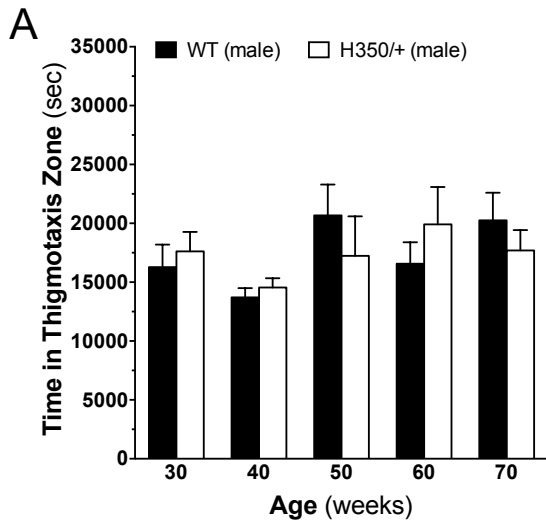 A
WT (male) H350/+ (male)
Time in Thigmotaxis Zone (sec)
35000
30000
25000
20000
15000
10000
5000
0
30 40 50 60 70
Age (weeks)